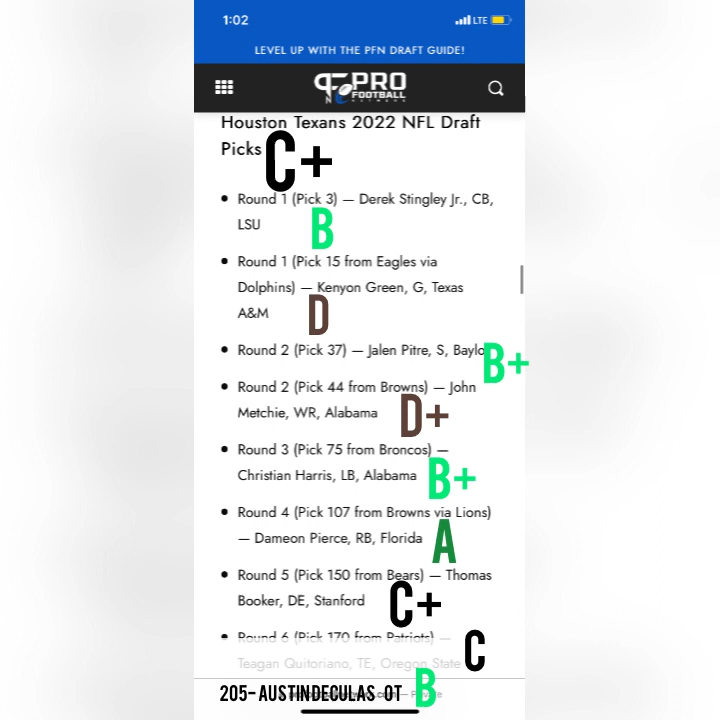 1:02 LTE
LEVEL UP WITH THE PFN DRAFT GUIDE!
PFN PRO
FOOTBALL
NETWORK
Houston Texans 2022 NFL Draft
Picks C+
• Round 1 (Pick 3) — Derek Stingley Jr., CB,
LSU B
• Round 1 (Pick 15 from Eagles via
Dolphins) — Kenyon Green, G, Texas
A&M D
• Round 2 (Pick 37) — Jalen Pitre, S, Baylo B+
• Round 2 (Pick 44 from Browns) — John
Metchie, WR, Alabama D+
• Round 3 (Pick 75 from Broncos) —
Christian Harris, LB, Alabama B+
• Round 4 (Pick 107 from Browns via Lions)
— Dameon Pierce, RB, Florida A
• Round 5 (Pick 150 from Bears) — Thomas
Booker, DE, Stanford C+
• Round 6 (Pick 170 from Patriots) —
Teagan Quitoriano, TE, Oregon State C
205- AUSTINDECULAS OT B
— Private